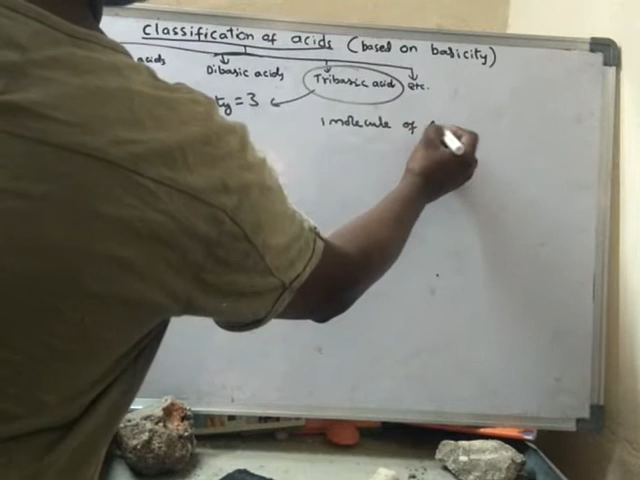 classification of acids (based on basicity)
acids Dibasic acids Tribasic acid etc.
ty = 3
1 molecule of